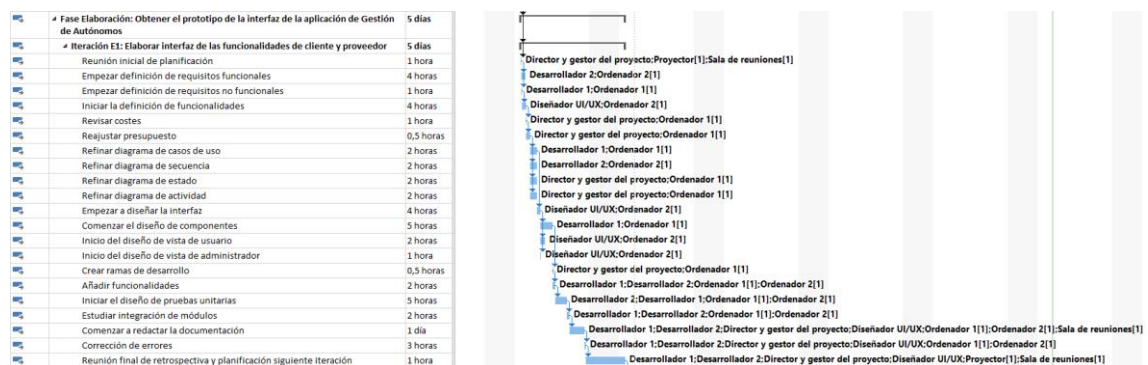 Fase Elaboración: Obtener el prototipo de la interfaz de la aplicación de Gestión 5 días
de Autónomos
Iteración E1: Elaborar interfaz de las funcionalidades de cliente y proveedor 5 días
Reunión inicial de planificación 1 hora Director y gestor del proyecto;Proyector[1];Sala de reuniones[1]
Empezar definición de requisitos funcionales 4 horas Desarrollador 2;Ordenador 2[1]
Empezar definición de requisitos no funcionales 1 hora Desarrollador 1;Ordenador 1[1]
Iniciar la definición de funcionalidades 4 horas Diseñador UI/UX;Ordenador 2[1]
Revisar costes 1 hora Director y gestor del proyecto;Ordenador 1[1]
Reajustar presupuesto 0,5 horas Director y gestor del proyecto;Ordenador 1[1]
Refinar diagrama de casos de uso 2 horas Desarrollador 1;Ordenador 1[1]
Refinar diagrama de secuencia 2 horas Desarrollador 2;Ordenador 2[1]
Refinar diagrama de estado 2 horas Director y gestor del proyecto;Ordenador 1[1]
Refinar diagrama de actividad 2 horas Director y gestor del proyecto;Ordenador 1[1]
Empezar a diseñar la interfaz 4 horas Diseñador UI/UX;Ordenador 2[1]
Comenzar el diseño de componentes 5 horas Desarrollador 1;Ordenador 1[1]
Inicio del diseño de vista de usuario 2 horas Diseñador UI/UX;Ordenador 2[1]
Inicio del diseño de vista de administrador 1 hora Diseñador UI/UX;Ordenador 2[1]
Crear ramas de desarrollo 0,5 horas Director y gestor del proyecto;Ordenador 1[1]
Añadir funcionalidades 2 horas Desarrollador 1;Desarrollador 2;Ordenador 1[1];Ordenador 2[1]
Iniciar el diseño de pruebas unitarias 5 horas Desarrollador 2;Desarrollador 1;Ordenador 1[1];Ordenador 2[1]
Estudiar integración de módulos 2 horas Desarrollador 1;Desarrollador 2;Ordenador 1[1];Ordenador 2[1]
Comenzar a redactar la documentación 1 día Desarrollador 1;Desarrollador 2;Director y gestor del proyecto;Diseñador UI/UX;Ordenador 1[1];Ordenador 2[1];Sala de reuniones[1]
Corrección de errores 3 horas Desarrollador 1;Desarrollador 2;Director y gestor del proyecto;Diseñador UI/UX;Ordenador 1[1];Ordenador 2[1]
Reunión final de retrospectiva y planificación siguiente iteración 1 hora Desarrollador 1;Desarrollador 2;Director y gestor del proyecto;Diseñador UI/UX;Proyector[1];Sala de reuniones[1]